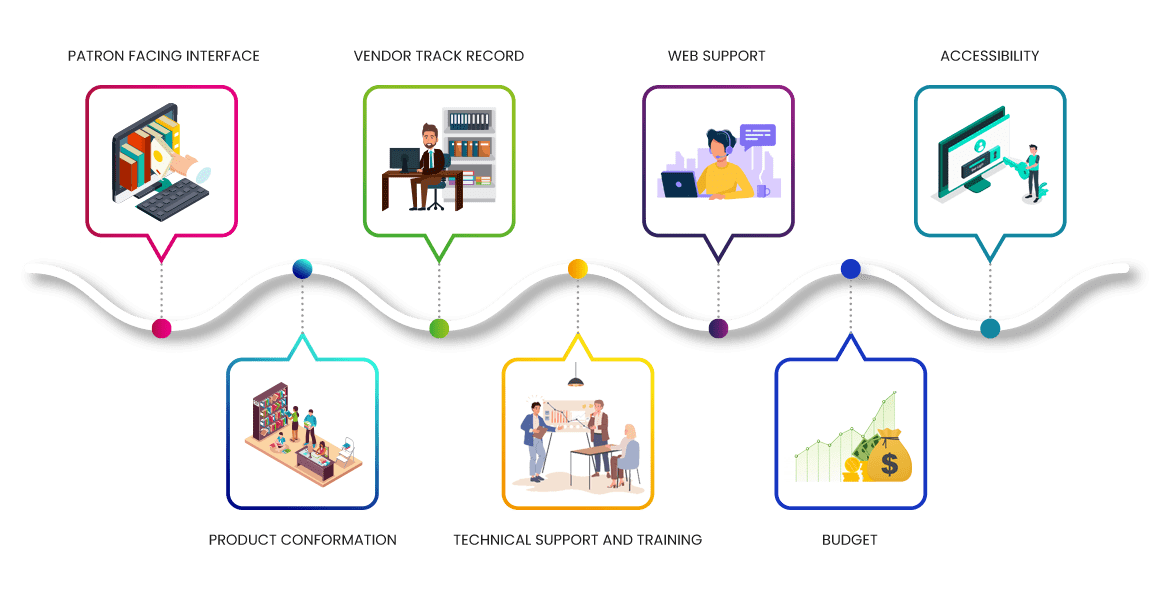 PATRON FACING INTERFACE
VENDOR TRACK RECORD
WEB SUPPORT
ACCESSIBILITY
$
PRODUCT CONFORMATION
TECHNICAL SUPPORT AND TRAINING
BUDGET